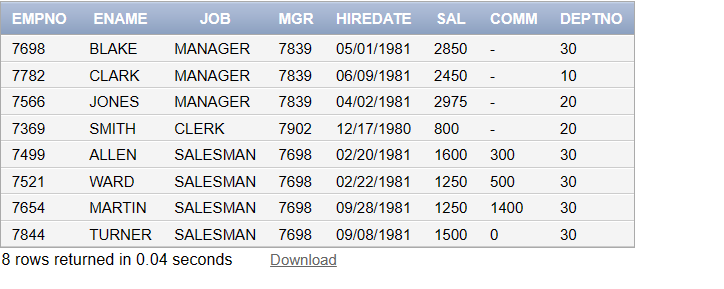 EMPNO ENAME JOB MGR HIREDATE SAL COMM DEPTNO
7698 BLAKE MANAGER 7839 05/01/1981 2850 - 30
7782 CLARK MANAGER 7839 06/09/1981 2450 - 10
7566 JONES MANAGER 7839 04/02/1981 2975 - 20
7369 SMITH CLERK 7902 12/17/1980 800 - 20
7499 ALLEN SALESMAN 7698 02/20/1981 1600 300 30
7521 WARD SALESMAN 7698 02/22/1981 1250 500 30
7654 MARTIN SALESMAN 7698 09/28/1981 1250 1400 30
7844 TURNER SALESMAN 7698 09/08/1981 1500 0 30
8 rows returned in 0.04 seconds Download